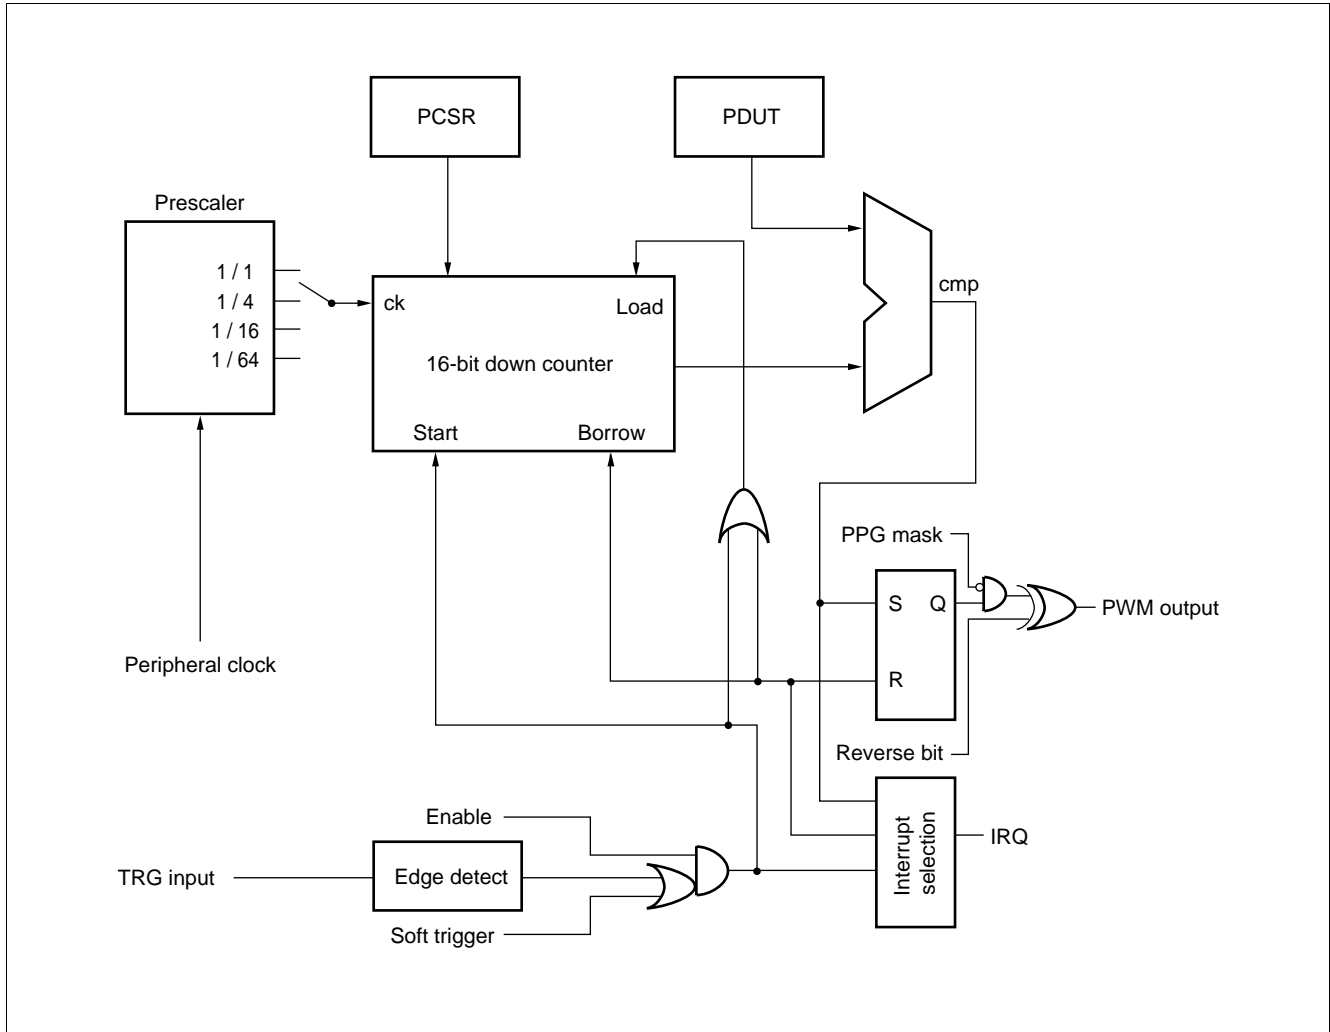 PCSR
PDUT
Prescaler
1 / 1
1 / 4
1 / 16
1 / 64
ck
Load
16-bit down counter
Start
Borrow
cmp
PPG mask
S
Q
R
PWM output
Peripheral clock
Reverse bit
Enable
TRG input
Edge detect
Soft trigger
Interrupt
selection
IRQ